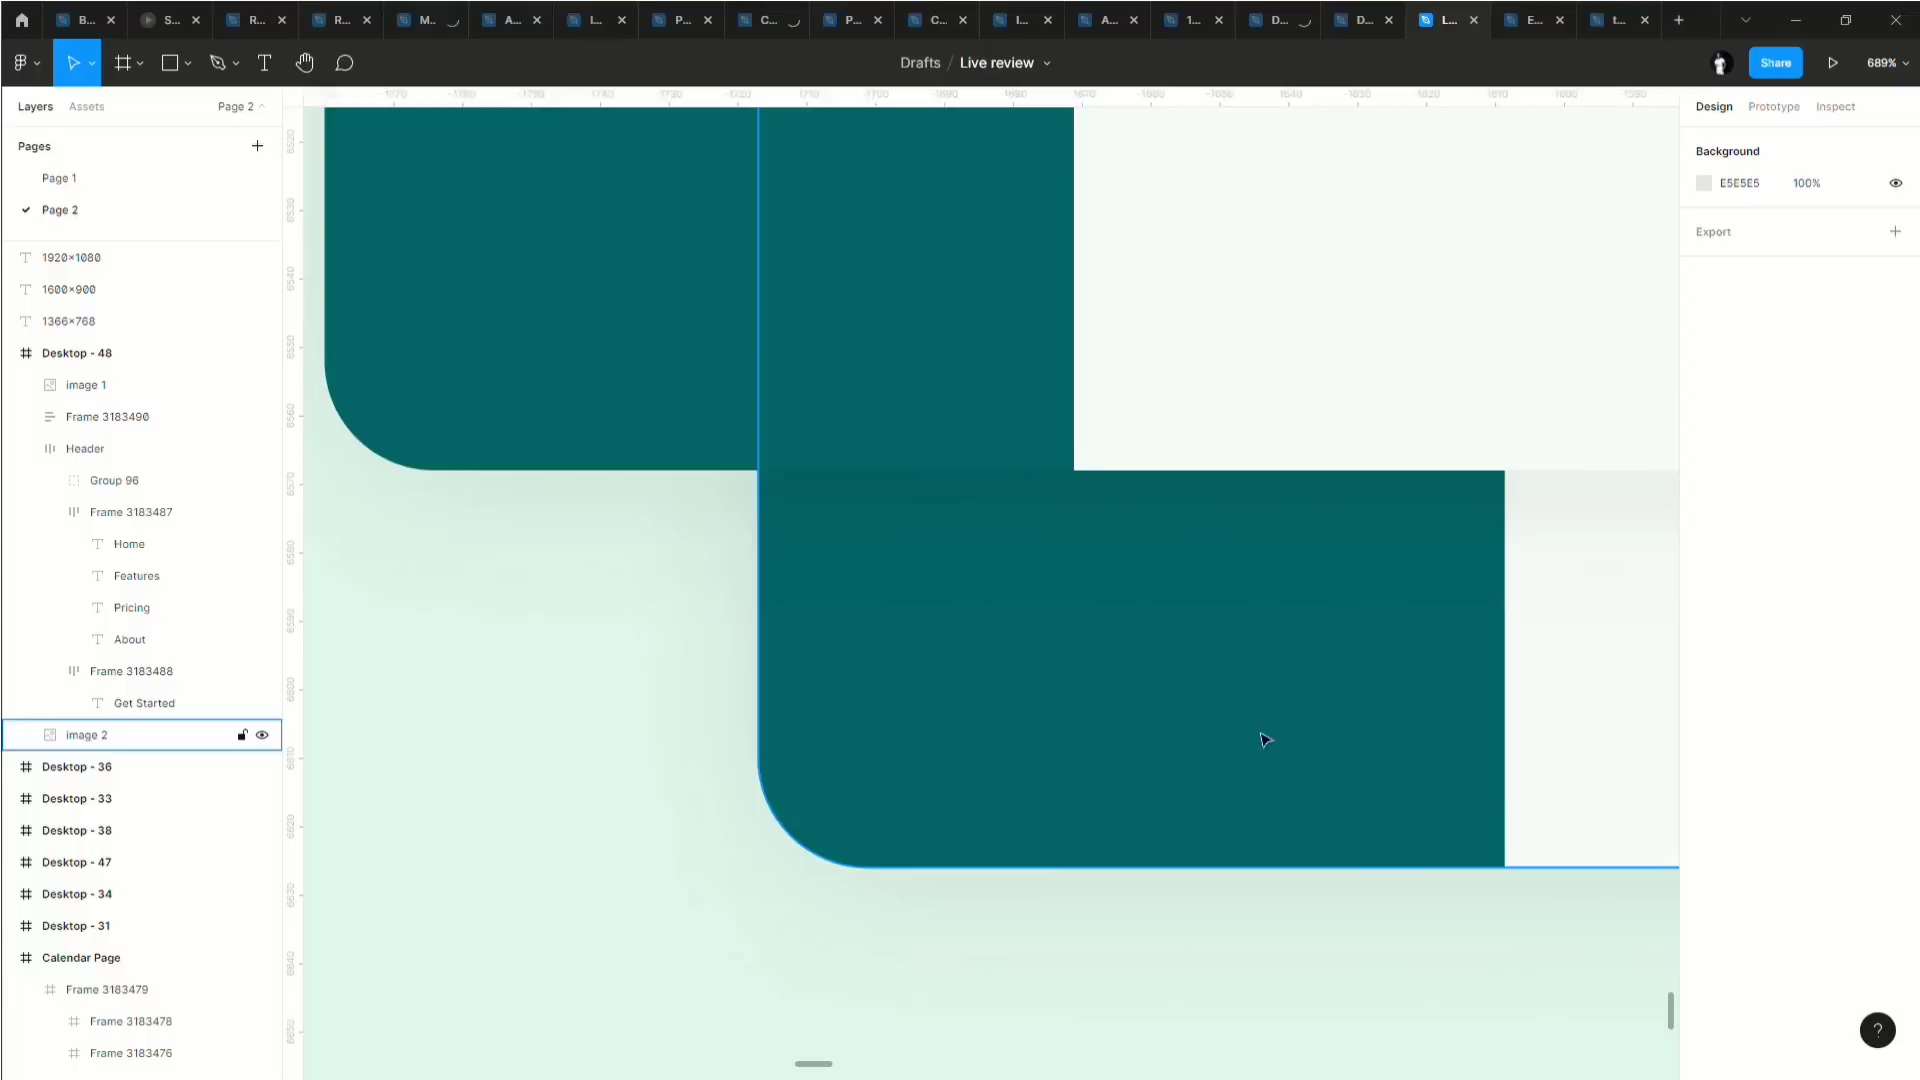 B...
S...
R...
R...
M...
A...
I...
P...
C...
P...
C...
I...
A...
1...
D...
D...
L...
E...
t...
Drafts / Live review
Share
689%
Layers
Assets
Page 2
Design
Prototype
Inspect
Pages
Page 1
Page 2
Background
E5E5E5
100%
Export
1920×1080
1600×900
1366×768
Desktop - 48
image 1
Frame 3183490
Header
Group 96
Frame 3183487
Home
Features
Pricing
About
Frame 3183488
Get Started
image 2
Desktop - 36
Desktop - 33
Desktop - 38
Desktop - 47
Desktop - 34
Desktop - 31
Calendar Page
Frame 3183479
Frame 3183478
Frame 3183476
?